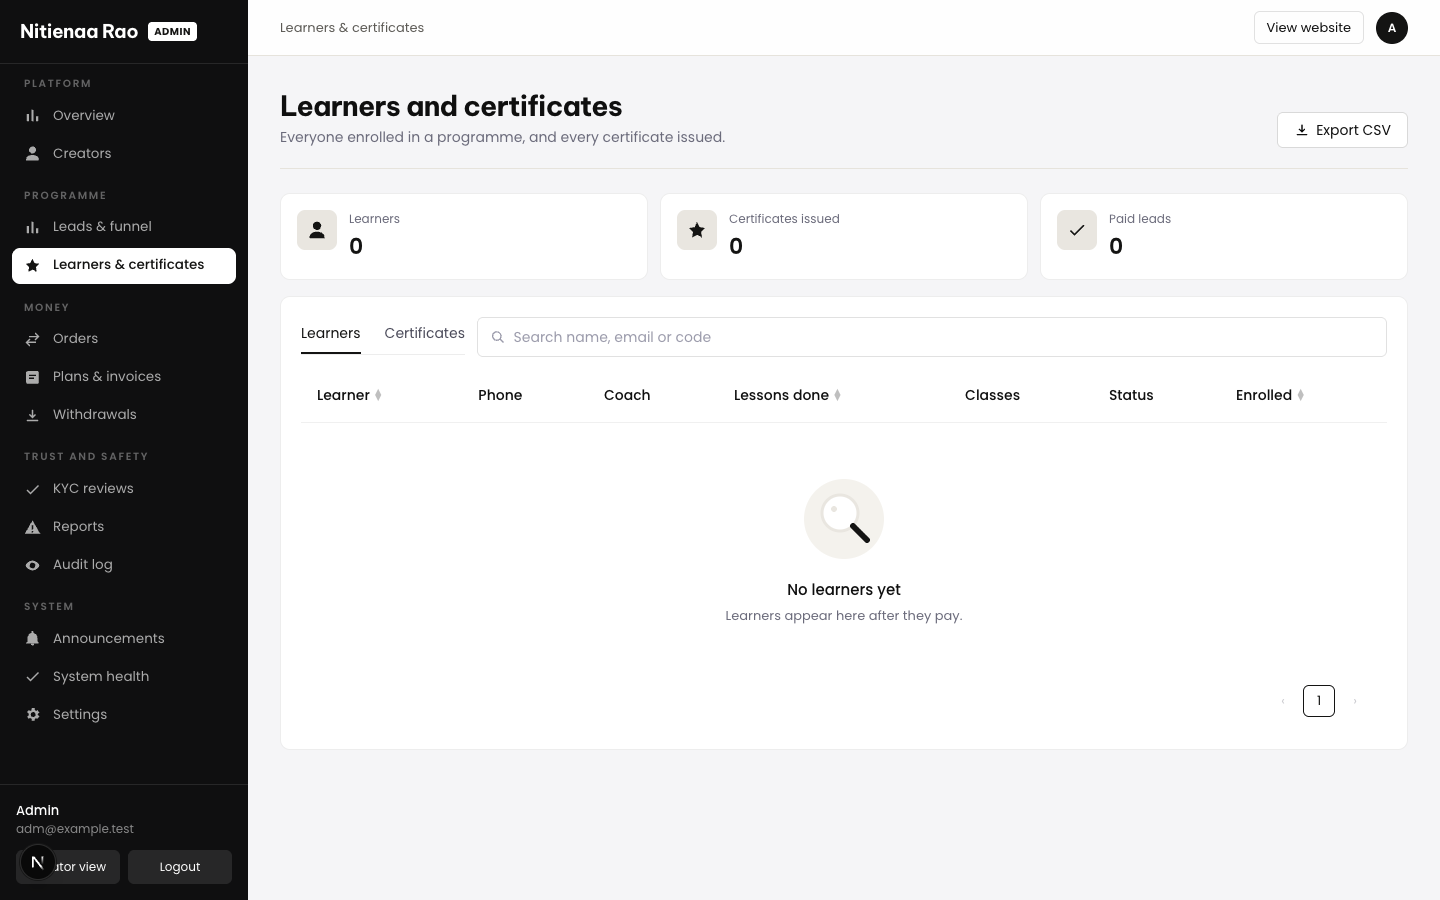 Nitienaa Rao ADMIN
PLATFORM
Overview
Creators
PROGRAMME
Leads & funnel
Learners & certificates
MONEY
Orders
Plans & invoices
Withdrawals
TRUST AND SAFETY
KYC reviews
Reports
Audit log
SYSTEM
Announcements
System health
Settings
Admin
adm@example.test
N
view
Logout
Learners & certificates
View website
A
Learners and certificates
Everyone enrolled in a programme, and every certificate issued.
Export CSV
Learners
0
Certificates issued
0
Paid leads
0
Learners Certificates Search name, email or code
Learner Phone Coach Lessons done Classes Status Enrolled
No learners yet
Learners appear here after they pay.
‹ 1 ›